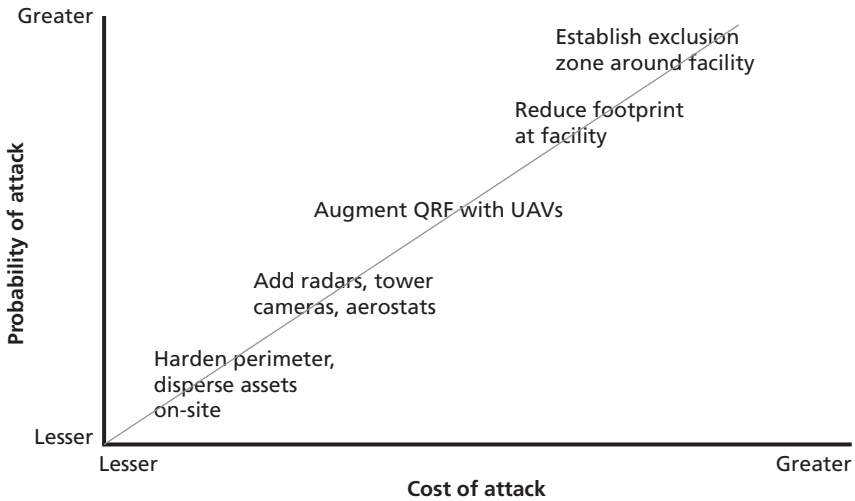 Greater
Establish exclusion
zone around facility
Reduce footprint
at facility
Probability of attack
Augment QRF with UAVs
Add radars, tower
cameras, aerostats
Harden perimeter,
disperse assets
on-site
Lesser
Lesser
Greater
Cost of attack